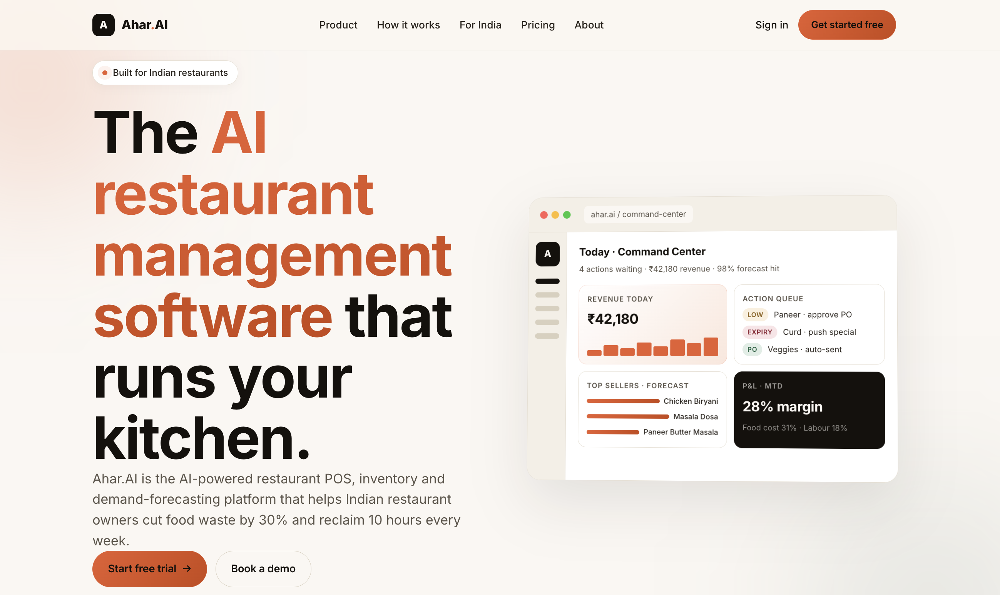 A Ahar.AI
Product How it works For India Pricing About
Sign in Get started free
Built for Indian restaurants
The AI
restaurant
management
software that
runs your
kitchen.
Ahar.AI is the AI-powered restaurant POS, inventory and
demand-forecasting platform that helps Indian restaurant
owners cut food waste by 30% and reclaim 10 hours every
week.
Start free trial →
Book a demo
ahar.ai / command-center
A
Today · Command Center
4 actions waiting · ₹42,180 revenue · 98% forecast hit
REVENUE TODAY
₹42,180
ACTION QUEUE
LOW Paneer · approve PO
EXPIRY Curd · push special
PO Veggies · auto-sent
TOP SELLERS · FORECAST
Chicken Biryani
Masala Dosa
Paneer Butter Masala
P&L · MTD
28% margin
Food cost 31% · Labour 18%